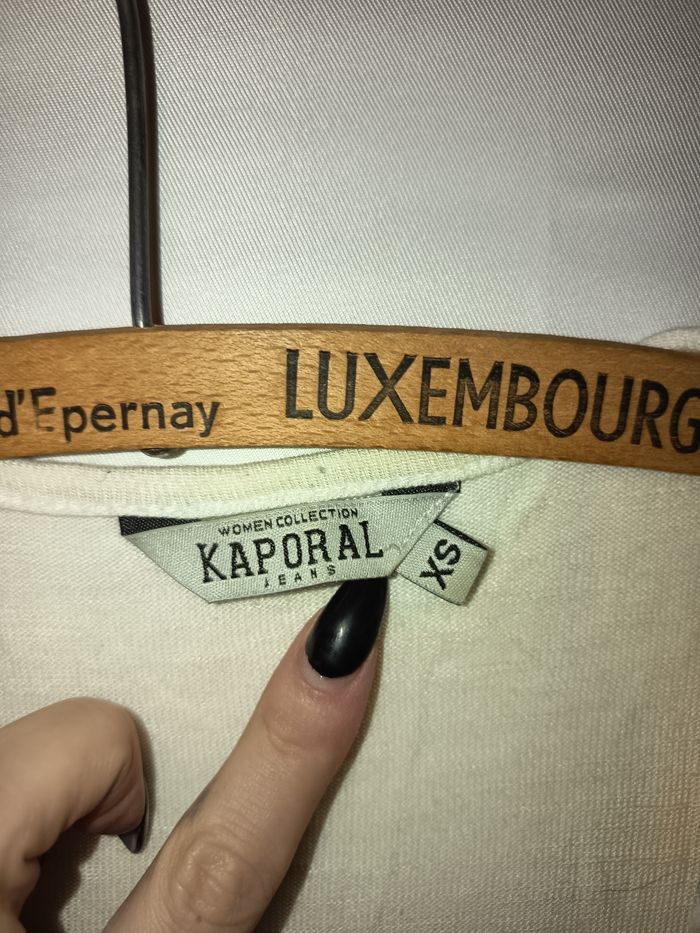 d'Epernay LUXEMBOURG
WOMEN COLLECTION
KAPORAL
JEANS
XS